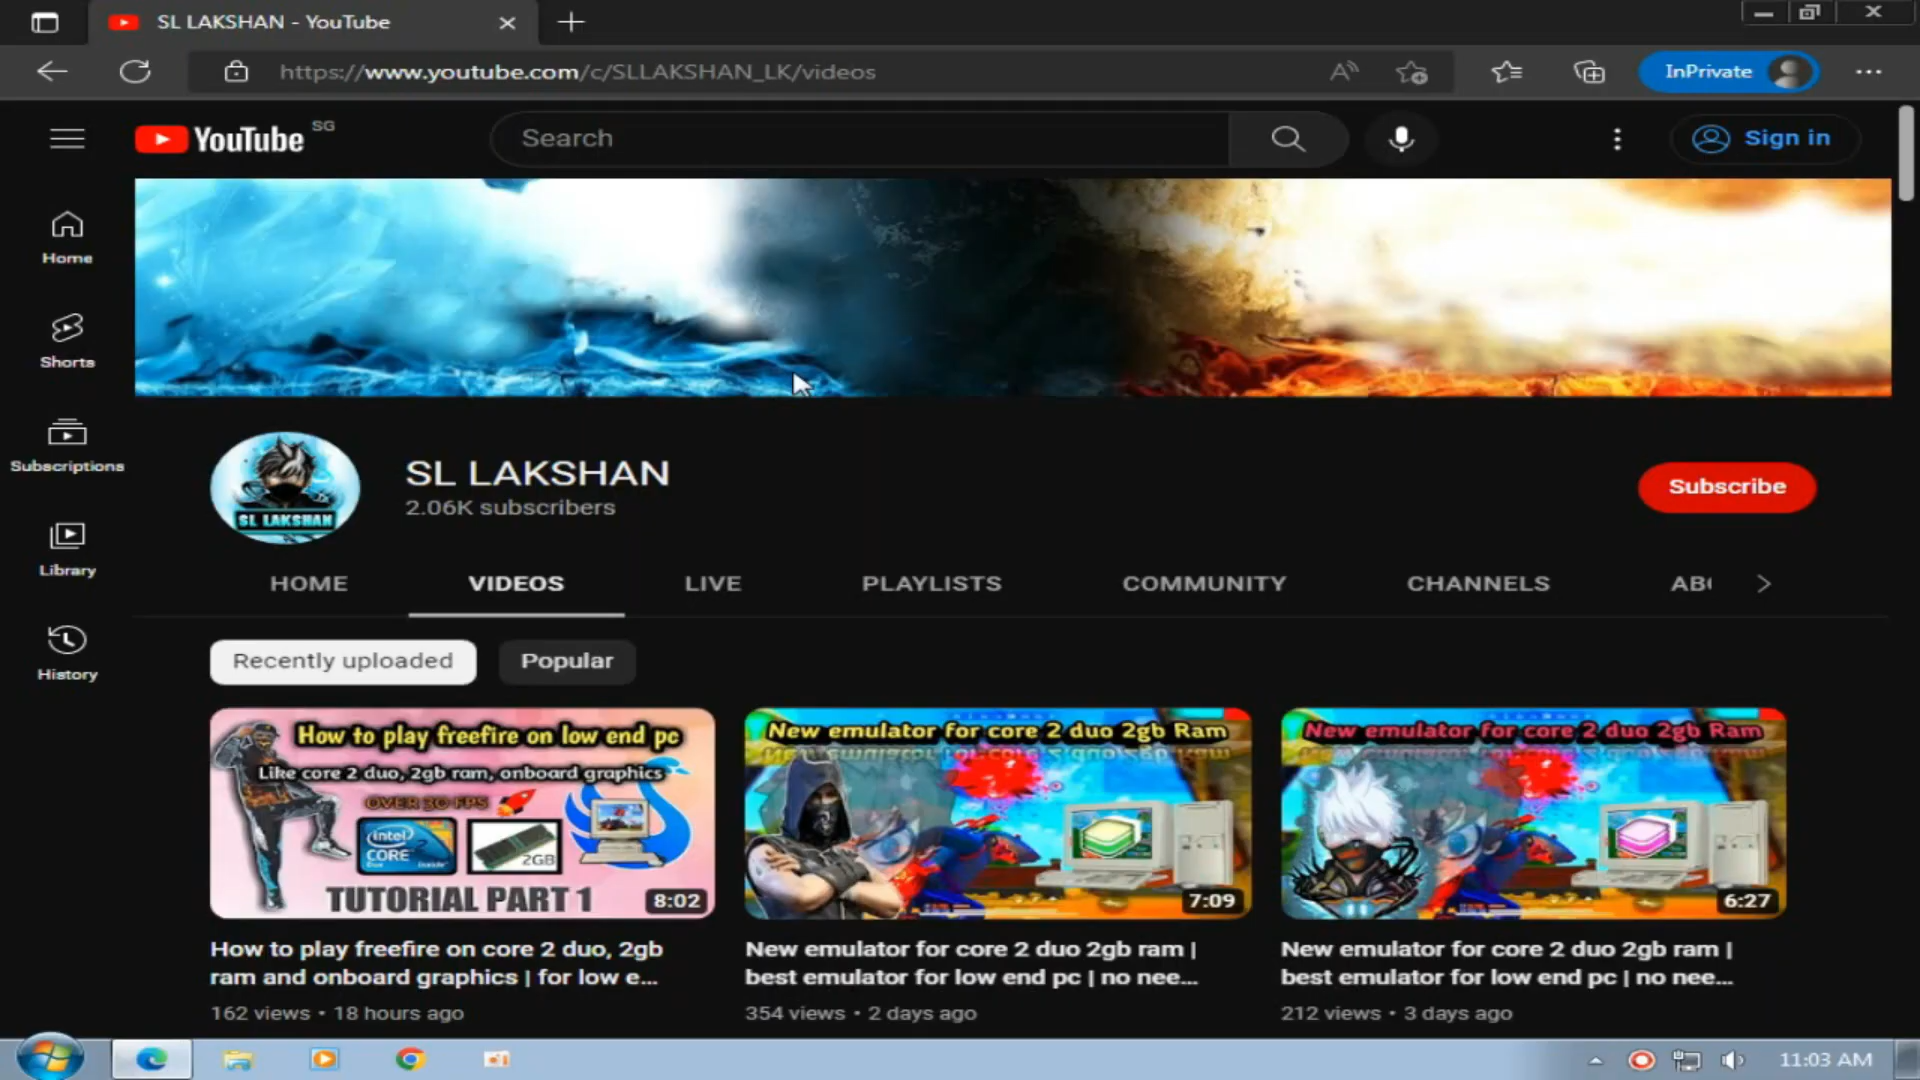 SL LAKSHAN - YouTube
https://www.youtube.com/c/SLLAKSHAN_LK/videos
InPrivate
YouTube SG
Search
Sign in
Home
Shorts
Subscriptions
Library
History
SL LAKSHAN
SL LAKSHAN
2.06K subscribers
Subscribe
HOME VIDEOS LIVE PLAYLISTS COMMUNITY CHANNELS
Recently uploaded Popular
How to play freefire on low end pc
Like core 2 duo, 2gb ram, onboard graphics
OVER 30 FPS
intel
CORE 2
Duo inside
2GB
TUTORIAL PART 1
8:02
How to play freefire on core 2 duo, 2gb
ram and onboard graphics | for low e...
162 views • 18 hours ago
New emulator for core 2 duo 2gb Ram
7:09
New emulator for core 2 duo 2gb ram |
best emulator for low end pc | no nee...
354 views • 2 days ago
New emulator for core 2 duo 2gb Ram
6:27
New emulator for core 2 duo 2gb ram |
best emulator for low end pc | no nee...
212 views • 3 days ago
11:03 AM